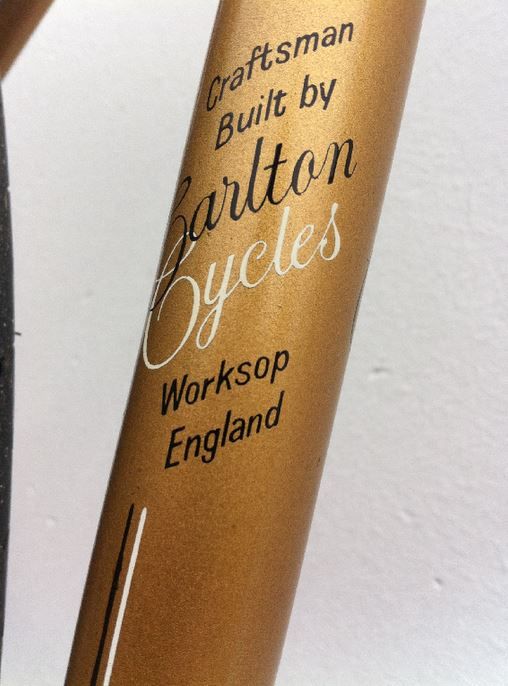 Craftsman
Built by
Carlton
Cycles
Worksop
England